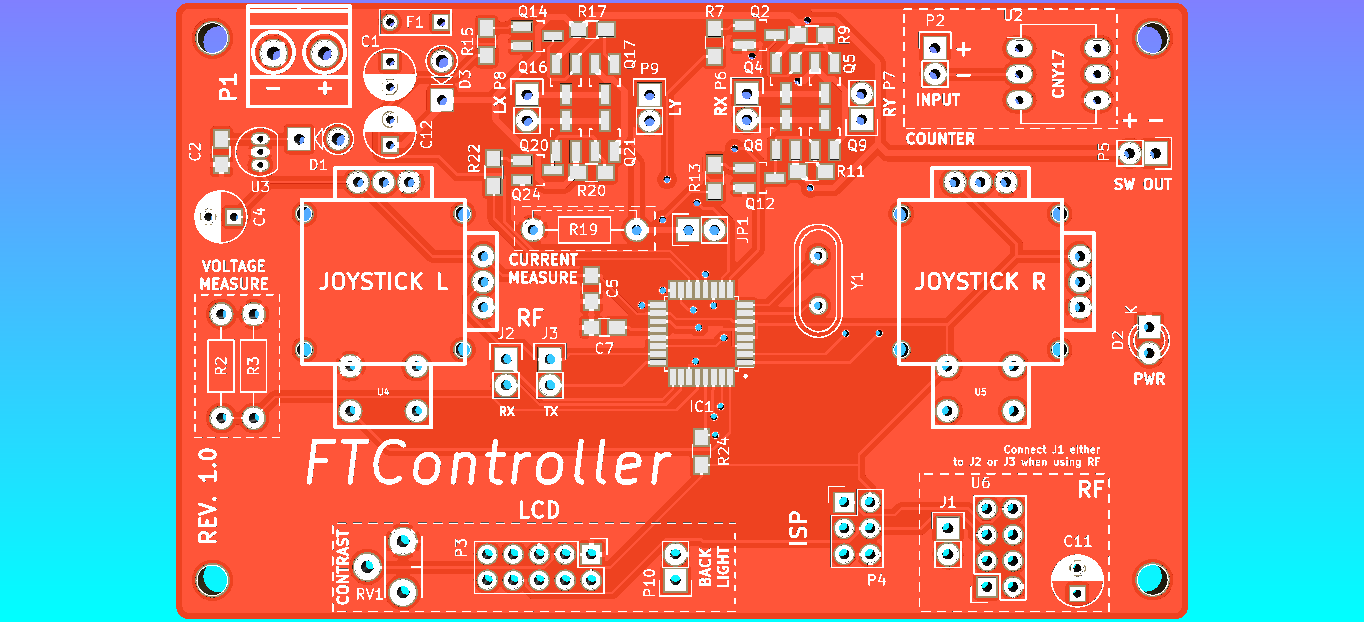 F1
Q14
R17
R7
Q2
P2
U2
C1
R15
Q17
R9
+
P1
Q16
P9
Q4
Q5
-
CNY17
D3
LX P8
LY
RX P6
RY P7
INPUT
- +
C12
+ -
COUNTER
C2
D1
Q20
Q21
Q8
Q9
P5
U3
R22
R20
R13
R11
SW OUT
Q24
Q12
C4
R19
JP1
VOLTAGE
MEASURE
CURRENT
MEASURE
JOYSTICK L
C5
Y1
JOYSTICK R
RF
K
J2
J3
C7
D2
R2
R3
PWR
U4
U5
RX
TX
IC1
FTController
R24
Connect J1 either
to J2 or J3 when using RF
REV. 1.0
U6
RF
J1
LCD
ISP
CONTRAST
P3
BACK
LIGHT
C11
RV1
P10
P4